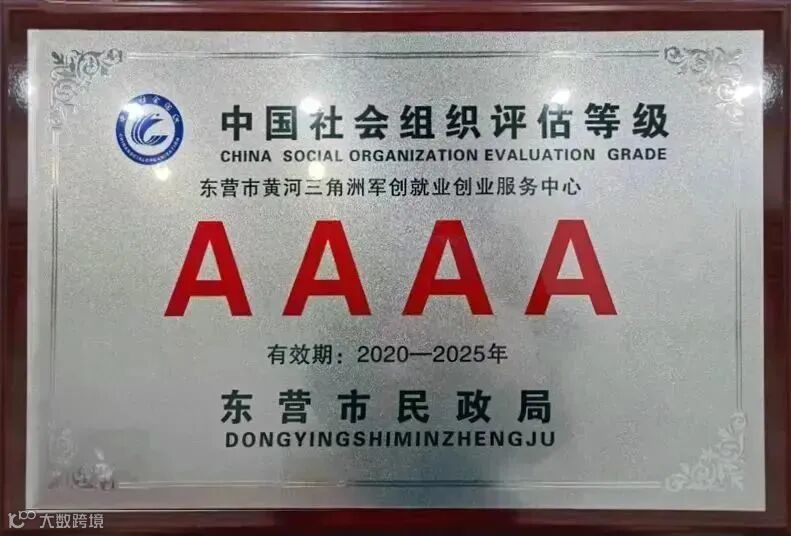 中国社会组织评估等级
CHINA SOCIAL ORGANIZATION EVALUATION GRADE
东营市黄河三角洲军创就业创业服务中心
AAAA
有效期：2020—2025年
东营市民政局
DONGYINGSHIMINZHENGJU
大数跨境